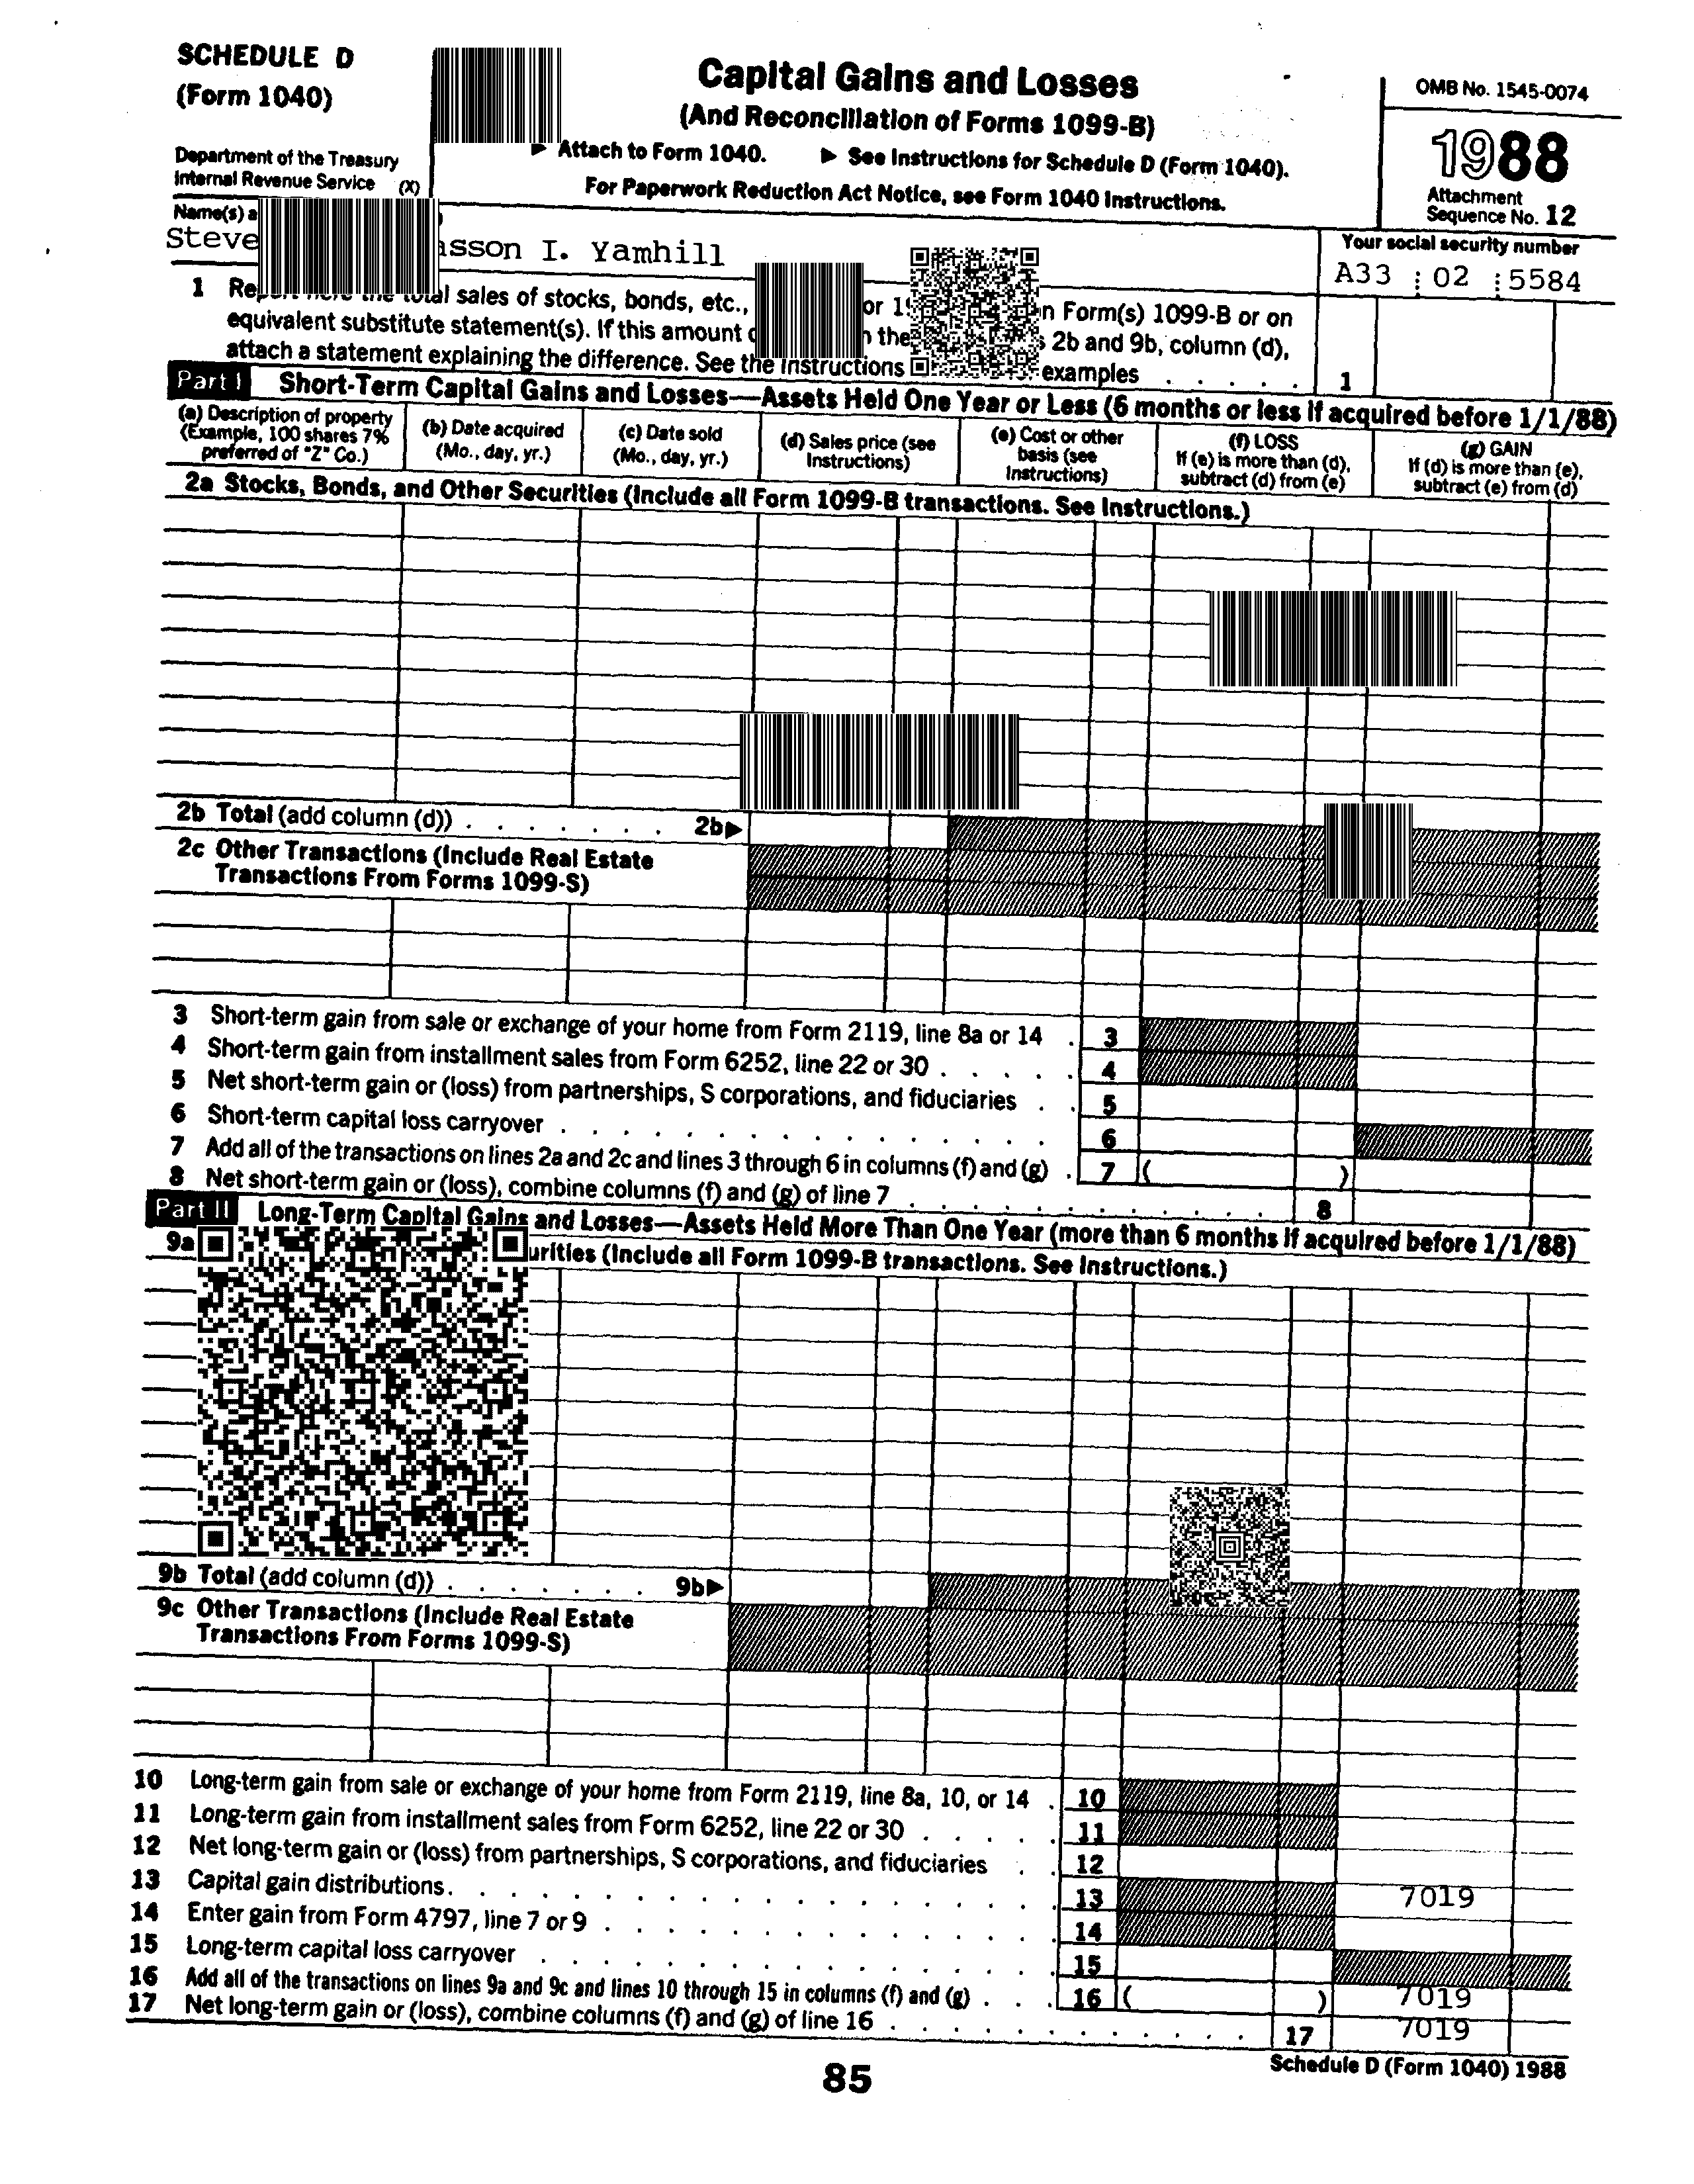 SCHEDULE D
(Form 1040)
Department of the Treasury
Internal Revenue Service (X)
Capital Gains and Losses
(And Reconciliation of Forms 1099-B)
▶ Attach to Form 1040. ▶ See Instructions for Schedule D (Form 1040).
For Paperwork Reduction Act Notice, see Form 1040 Instructions.
OMB No. 1545-0074
1988
Attachment
Sequence No. 12
Name(s)
I. Yamhill
Your social security number
A33 02 5584
1 sales of stocks, bonds, etc., or Form(s) 1099-B or on
equivalent substitute statement(s). If this amount 2b and 9b, column (d),
attach a statement explaining the difference. See the Instructions examples . . . . . 1
Part I Short-Term Capital Gains and Losses—Assets Held One Year or Less (6 months or less if acquired before 1/1/88)
(a) Description of property
(Example, 100 shares 7%
preferred of "Z" Co.)
(b) Date acquired
(Mo., day, yr.)
(c) Date sold
(Mo., day, yr.)
(d) Sales price (see
Instructions)
(e) Cost or other
basis (see
Instructions)
(f) LOSS
If (e) is more than (d),
subtract (d) from (e)
(g) GAIN
If (d) is more than (e),
subtract (e) from (d)
2a Stocks, Bonds, and Other Securities (Include all Form 1099-B transactions. See Instructions.)
2b Total (add column (d)) . . . . . . . 2b▶
2c Other Transactions (Include Real Estate
Transactions From Forms 1099-S)
3 Short-term gain from sale or exchange of your home from Form 2119, line 8a or 14 . 3
4 Short-term gain from installment sales from Form 6252, line 22 or 30 . . . . . 4
5 Net short-term gain or (loss) from partnerships, S corporations, and fiduciaries . . 5
6 Short-term capital loss carryover . . . . . . . . . . . . . . . . . 6
7 Add all of the transactions on lines 2a and 2c and lines 3 through 6 in columns (f) and (g) . 7 ( )
8 Net short-term gain or (loss), combine columns (f) and (g) of line 7 . . . . . . . . . . . . . 8
Part II Long-Term Capital Gains and Losses—Assets Held More Than One Year (more than 6 months if acquired before 1/1/88)
9a (Include all Form 1099-B transactions. See Instructions.)
9b Total (add column (d)) . . . . . . . 9b▶
9c Other Transactions (Include Real Estate
Transactions From Forms 1099-S)
10 Long-term gain from sale or exchange of your home from Form 2119, line 8a, 10, or 14 . 10
11 Long-term gain from installment sales from Form 6252, line 22 or 30 . . . . . 11
12 Net long-term gain or (loss) from partnerships, S corporations, and fiduciaries . . 12
13 Capital gain distributions . . . . . . . . . . . . . . . . . . . 13 7019
14 Enter gain from Form 4797, line 7 or 9 . . . . . . . . . . . . . . 14
15 Long-term capital loss carryover . . . . . . . . . . . . . . . . . 15
16 Add all of the transactions on lines 9a and 9c and lines 10 through 15 in columns (f) and (g) . . . 16 ( ) 7019
17 Net long-term gain or (loss), combine columns (f) and (g) of line 16 . . . . . . . . . . . . 17 7019
85
Schedule D (Form 1040) 1988